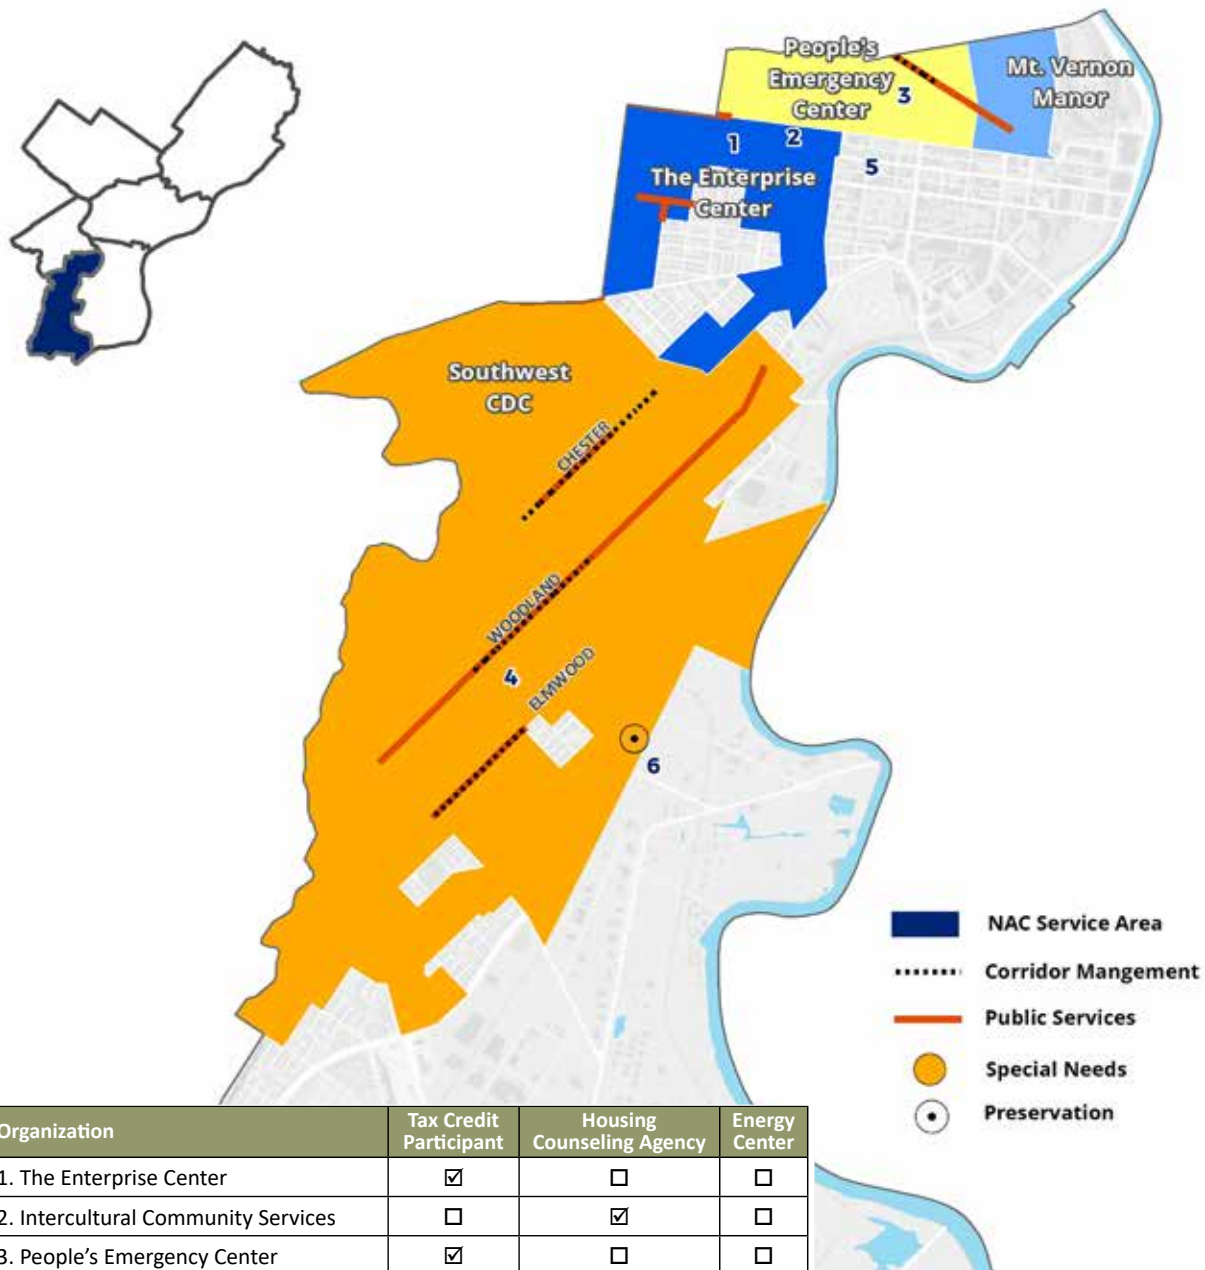 People's
Emergency
Center
3
Mt. Vernon
Manor
1
2
5
The Enterprise
Center
Southwest
CDC
CHESTER
WOODLAND
4
ELMWOOD
6
NAC Service Area
Corridor Mangement
Public Services
Special Needs
Preservation
Organization
Tax Credit
Participant
Housing
Counseling Agency
Energy
Center
1. The Enterprise Center ☑ ☐ ☐
2. Intercultural Community Services ☐ ☑ ☐
3. People's Emergency Center ☑ ☐ ☐